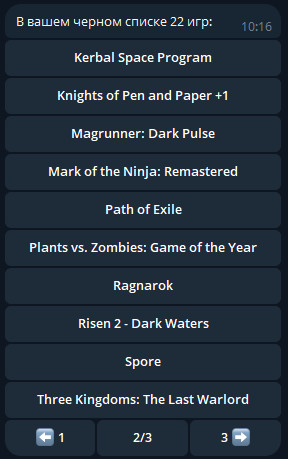 В вашем черном списке 22 игр:
10:16
Kerbal Space Program
Knights of Pen and Paper +1
Magrunner: Dark Pulse
Mark of the Ninja: Remastered
Path of Exile
Plants vs. Zombies: Game of the Year
Ragnarok
Risen 2 - Dark Waters
Spore
Three Kingdoms: The Last Warlord
⬅️ 1 2/3 3 ➡️